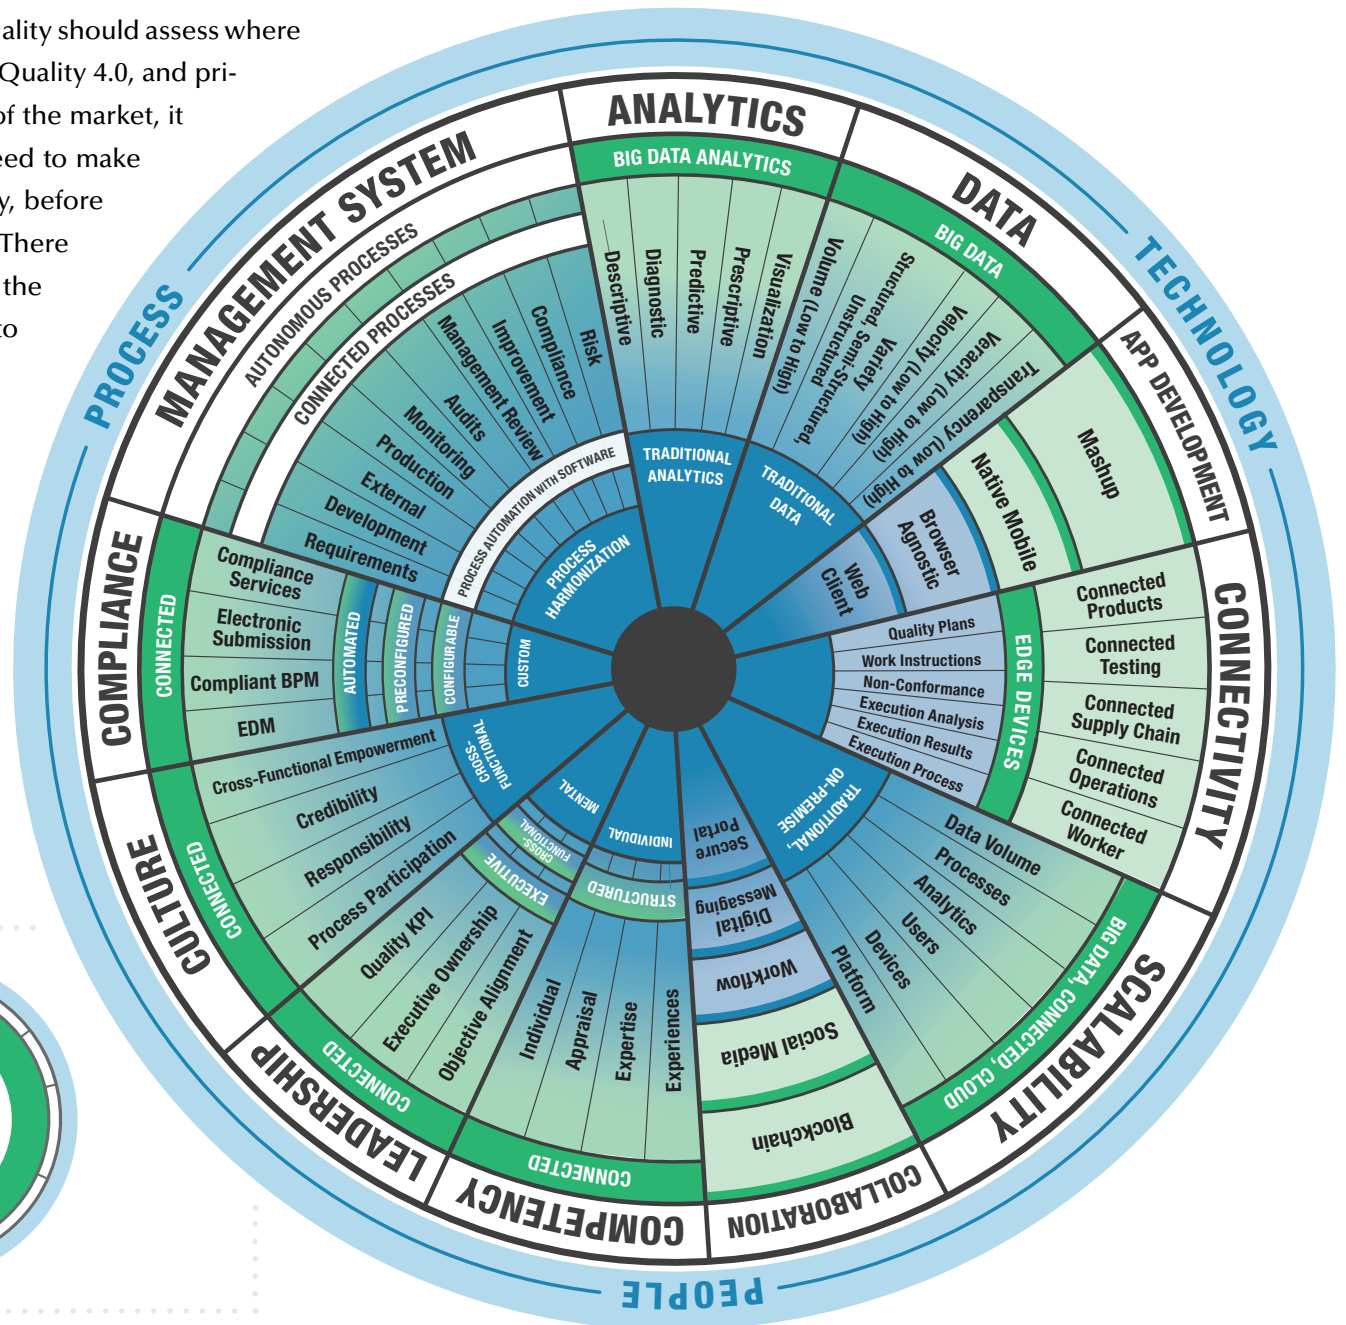 ality should assess where
Quality 4.0, and pri-
of the market, it
eed to make
y, before
There
the
to
PROCESS
TECHNOLOGY
PEOPLE
ANALYTICS
BIG DATA ANALYTICS
Descriptive
Diagnostic
Predictive
Prescriptive
Visualization
TRADITIONAL
ANALYTICS
DATA
BIG DATA
Volume (Low to High)
Structured, Semi-Structured,
Unstructured
Variety
Velocity (Low to High)
Veracity (Low to High)
Transparency (Low to High)
TRADITIONAL
DATA
APP DEVELOPMENT
Mashup
Native Mobile
Browser
Agnostic
Web
Client
CONNECTIVITY
Connected
Products
Connected
Testing
Connected
Supply Chain
Connected
Operations
Connected
Worker
EDGE DEVICES
Quality Plans
Work Instructions
Non-Conformance
Execution Analysis
Execution Results
Execution Process
SCALABILITY
BIG DATA, CONNECTED, CLOUD
Data Volume
Processes
Analytics
Users
Devices
Platform
TRADITIONAL,
ON-PREMISE
COLLABORATION
Blockchain
Social Media
Workflow
Digital
Messaging
Secure
Portal
COMPETENCY
CONNECTED
Experiences
Expertise
Appraisal
Individual
STRUCTURED
INDIVIDUAL
LEADERSHIP
CONNECTED
Objective Alignment
Executive Ownership
Quality KPI
EXECUTIVE
CROSS-
FUNCTIONAL
MENTAL
CULTURE
CONNECTED
Process Participation
Responsibility
Credibility
Cross-Functional Empowerment
CROSS-
FUNCTIONAL
COMPLIANCE
CONNECTED
Compliance
Services
Electronic
Submission
Compliant BPM
EDM
AUTOMATED
PRECONFIGURED
CONFIGURABLE
CUSTOM
MANAGEMENT SYSTEM
AUTONOMOUS PROCESSES
CONNECTED PROCESSES
Requirements
Development
External
Production
Monitoring
Audits
Management Review
Improvement
Compliance
Risk
PROCESS AUTOMATION WITH SOFTWARE
PROCESS
HARMONIZATION